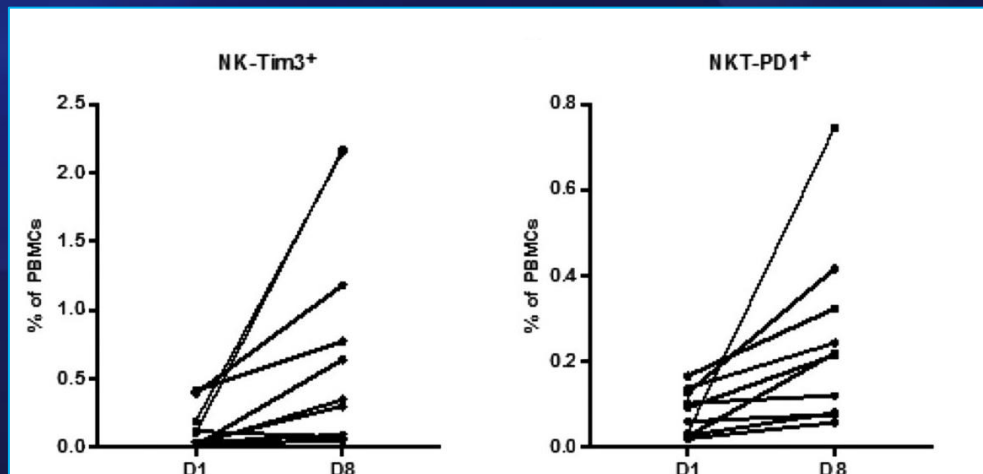 NK-Tim3⁺
% of PBMCs
2.5
2.0
1.5
1.0
0.5
0.0
D1 D8
NKT-PD1⁺
% of PBMCs
0.8
0.6
0.4
0.2
0.0
D1 D8